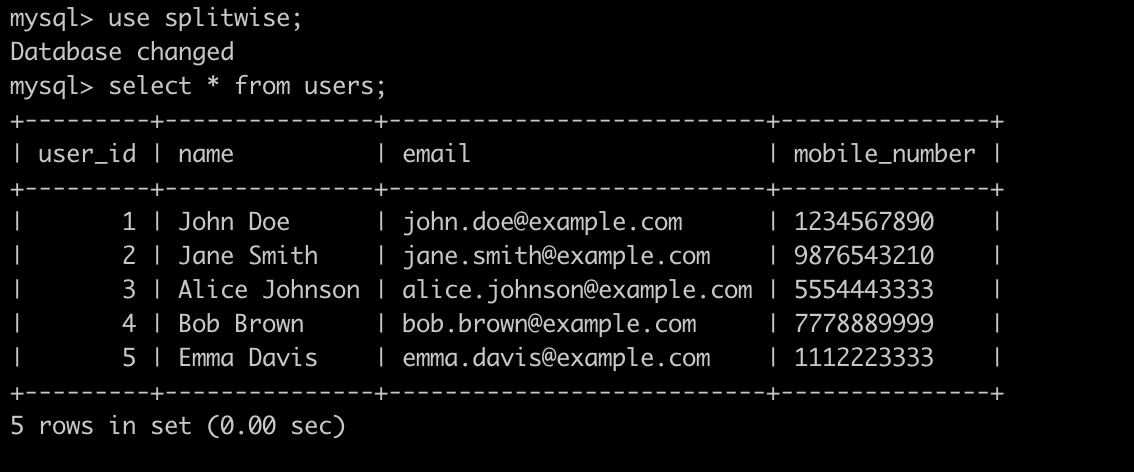 mysql> use splitwise;
Database changed
mysql> select * from users;
+---------+---------------+---------------------------+---------------+
| user_id | name          | email                     | mobile_number |
+---------+---------------+---------------------------+---------------+
|       1 | John Doe      | john.doe@example.com      | 1234567890    |
|       2 | Jane Smith    | jane.smith@example.com    | 9876543210    |
|       3 | Alice Johnson | alice.johnson@example.com | 5554443333    |
|       4 | Bob Brown     | bob.brown@example.com     | 7778889999    |
|       5 | Emma Davis    | emma.davis@example.com    | 1112223333    |
+---------+---------------+---------------------------+---------------+
5 rows in set (0.00 sec)